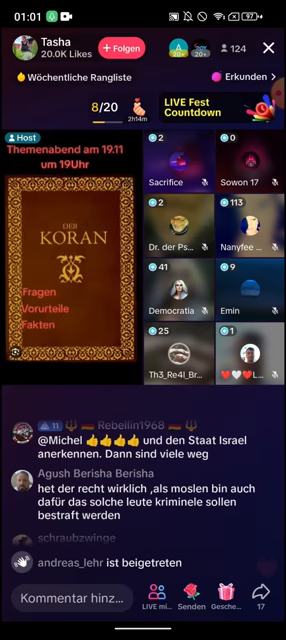 01:01
97
Tasha
20.0K Likes
+ Folgen
20+
20+
124
Wöchentliche Rangliste
Erkunden >
8/20
2h14m
LIVE Fest
Countdown
Host
Themenabend am 19.11
um 19Uhr
DER
KORAN
Fragen
Vorurteile
Fakten
2
Sacrifice
0
Sowon 17
2
Dr. der Ps...
113
Nanyfee ...
41
Democratia
9
Emin
25
Th3_Re4l_Br...
1
❤️🤍❤️L...
11 🔱 🇩🇪 Rebellin1968 🇩🇪 🔱
@Michel 👍👍👍👍 und den Staat Israel
anerkennen. Dann sind viele weg
Agush Berisha Berisha
het der recht wirklich ,als moslen bin auch
dafür das solche leute kriminele sollen
bestraft werden
schraubzwinge
andreas_lehr ist beigetreten
Kommentar hinz...
LIVE mi...
Senden
Gesche...
17